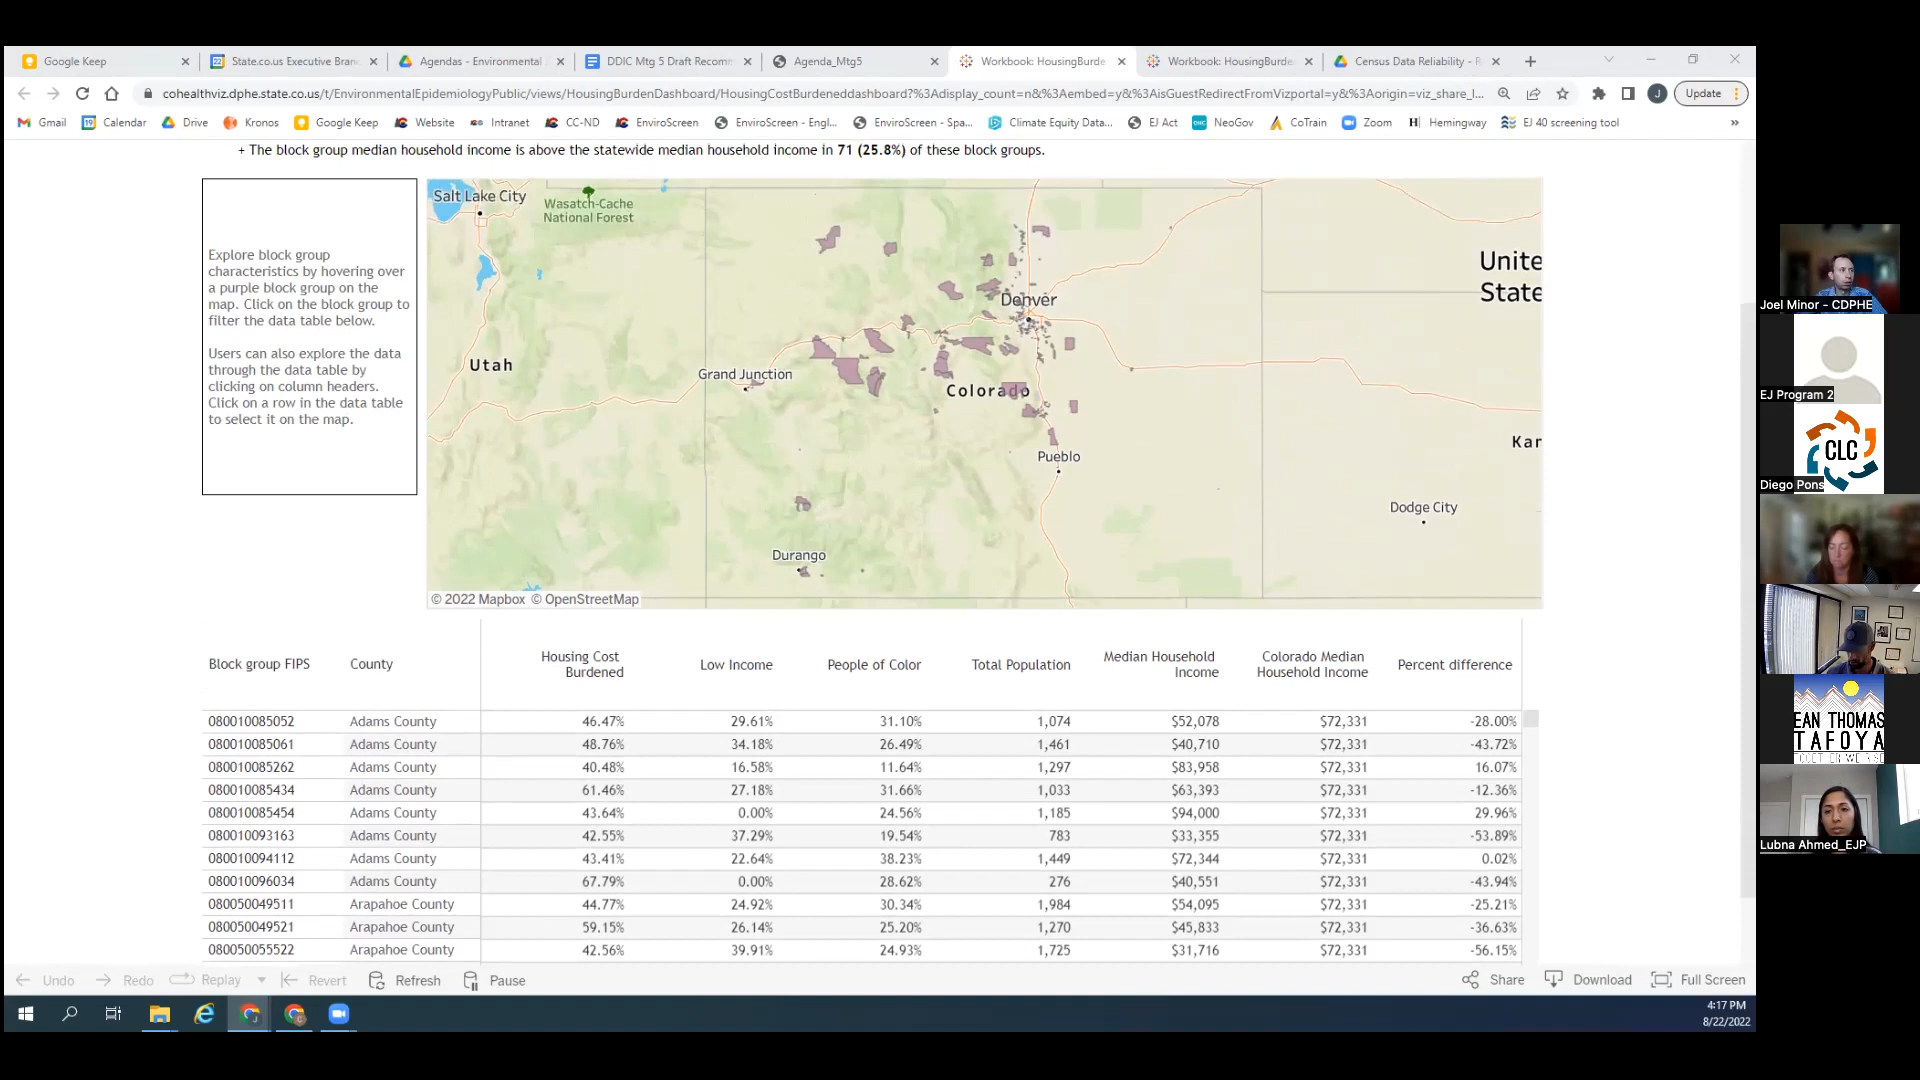 Google Keep
State.co.us Executive Bran
Agendas - Environmental
DDIC Mtg 5 Draft Recomm
Agenda_Mtg5
Workbook: HousingBurde
Workbook: HousingBurde
Census Data Reliability - R
cohealthviz.dphe.state.co.us/t/EnvironmentalEpidemiologyPublic/views/HousingBurdenDashboard/HousingCostBurdeneddashboard?%3Adisplay_count=n&%3Aembed=y&%3AisGuestRedirectFromVizportal=y&%3Aorigin=viz_share_l...
J
Update
Gmail
Calendar
Drive
Kronos
Google Keep
Website
Intranet
CC-ND
EnviroScreen
EnviroScreen - Engl...
EnviroScreen - Spa...
Climate Equity Data...
EJ Act
NeoGov
CoTrain
Zoom
Hemingway
EJ 40 screening tool
»
+ The block group median household income is above the statewide median household income in 71 (25.8%) of these block groups.
Explore block group
characteristics by hovering over
a purple block group on the
map. Click on the block group to
filter the data table below.
Users can also explore the data
through the data table by
clicking on column headers.
Click on a row in the data table
to select it on the map.
Salt Lake City
Wasatch-Cache
National Forest
Unite
State
Denver
Utah
Grand Junction
Colorado
Kar
Pueblo
Dodge City
Durango
© 2022 Mapbox © OpenStreetMap
Block group FIPS County Housing Cost Burdened Low Income People of Color Total Population Median Household Income Colorado Median Household Income Percent difference
080010085052 Adams County 46.47% 29.61% 31.10% 1,074 $52,078 $72,331 -28.00%
080010085061 Adams County 48.76% 34.18% 26.49% 1,461 $40,710 $72,331 -43.72%
080010085262 Adams County 40.48% 16.58% 11.64% 1,297 $83,958 $72,331 16.07%
080010085434 Adams County 61.46% 27.18% 31.66% 1,033 $63,393 $72,331 -12.36%
080010085454 Adams County 43.64% 0.00% 24.56% 1,185 $94,000 $72,331 29.96%
080010093163 Adams County 42.55% 37.29% 19.54% 783 $33,355 $72,331 -53.89%
080010094112 Adams County 43.41% 22.64% 38.23% 1,449 $72,344 $72,331 0.02%
080010096034 Adams County 67.79% 0.00% 28.62% 276 $40,551 $72,331 -43.94%
080050049511 Arapahoe County 44.77% 24.92% 30.34% 1,984 $54,095 $72,331 -25.21%
080050049521 Arapahoe County 59.15% 26.14% 25.20% 1,270 $45,833 $72,331 -36.63%
080050055522 Arapahoe County 42.56% 39.91% 24.93% 1,725 $31,716 $72,331 -56.15%
Undo
Redo
Replay
Revert
Refresh
Pause
Share
Download
Full Screen
4:17 PM
8/22/2022
Joel Minor - CDPHE
EJ Program 2
CLC
Diego Pons
EAN THOMAS
TAFOYA
Lubna Ahmed_EJP